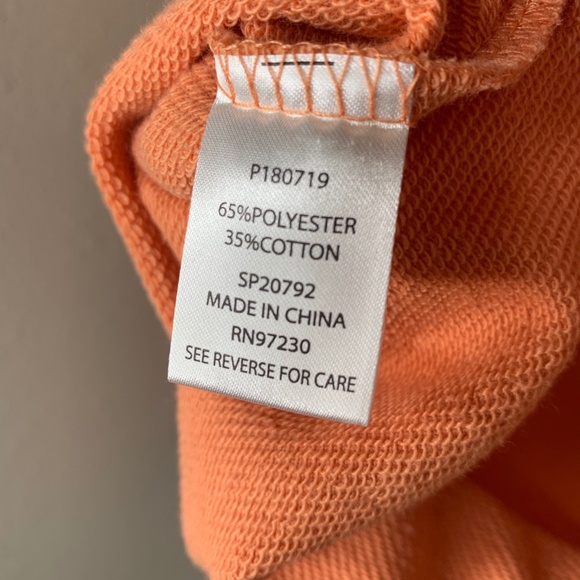 P180719
65%POLYESTER
35%COTTON
SP20792
MADE IN CHINA
RN97230
SEE REVERSE FOR CARE